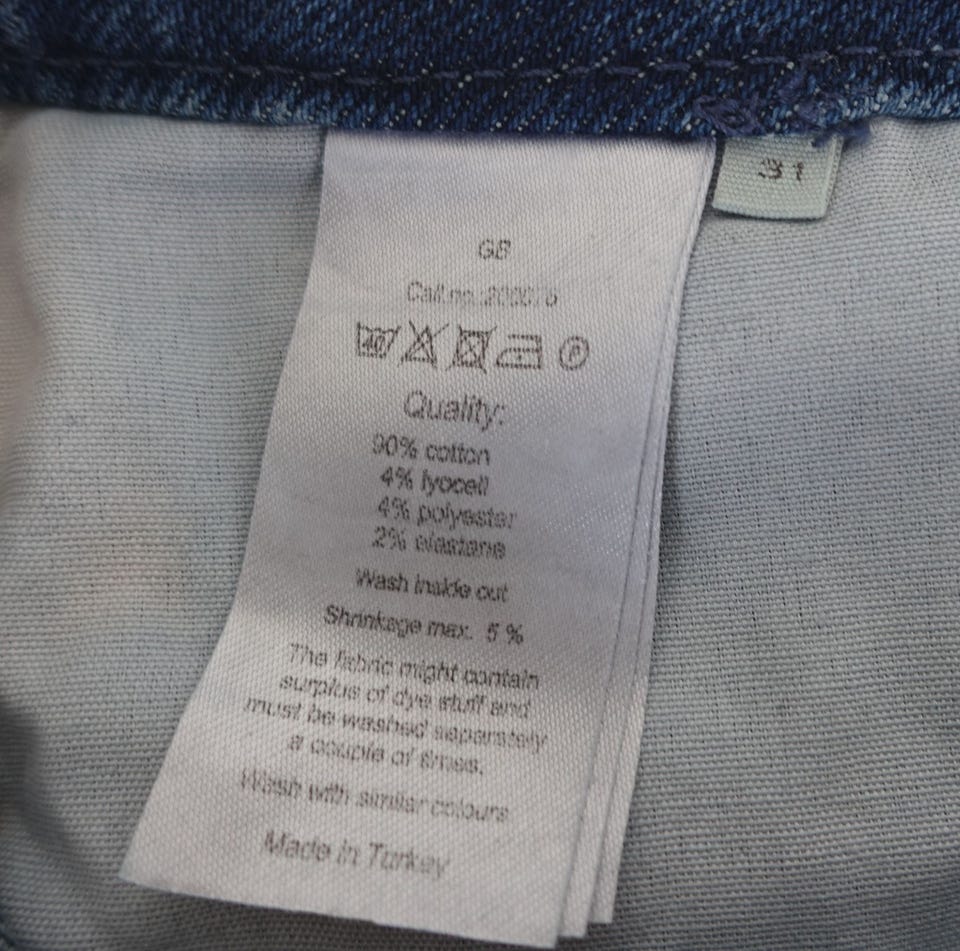 31
GB
Cat.no.
40 P
Quality:
90% cotton
4% lyocell
4% polyester
2% elastane
Wash inside out
Shrinkage max. 5 %
The fabric might contain
surplus of dye stuff and
must be washed separately
a couple of times.
Wash with similar colours
Made in Turkey